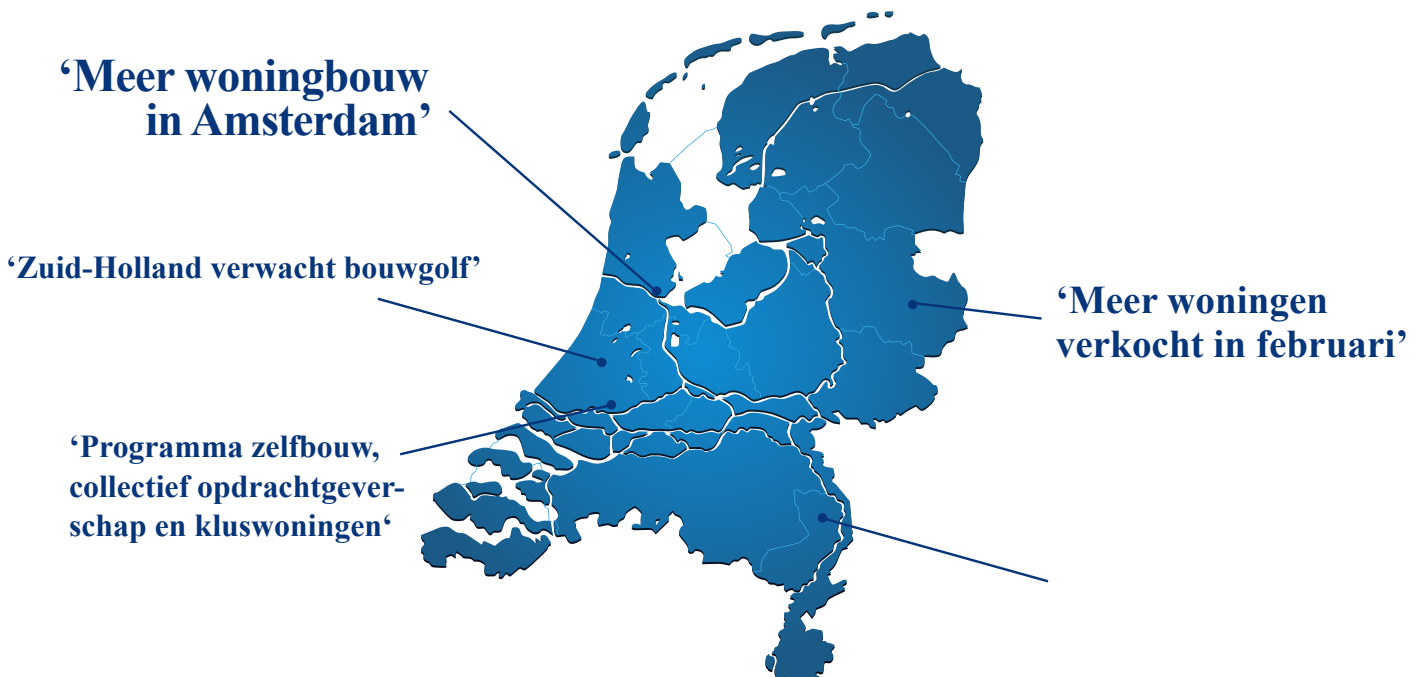 ‘Meer woningbouw
in Amsterdam’
‘Zuid-Holland verwacht bouwgolf’
‘Meer woningen
verkocht in februari’
‘Programma zelfbouw,
collectief opdrachtgever-
schap en kluswoningen‘